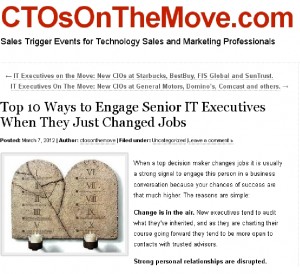 CTOsOnTheMove.com
Sales Trigger Events for Technology Sales and Marketing Professionals
← IT Executives on the Move: New CIOs at Starbucks, BestBuy, FIS Global and SunTrust.
IT Executives On The Move: New CIOs at General Motors, Domino's, Comcast and others. →
Top 10 Ways to Engage Senior IT Executives
When They Just Changed Jobs
Posted: March 7, 2012 | Author: ctosonthemove | Filed under: Uncategorized | Leave a comment »
When a top decision maker changes jobs it is usually
a strong signal to engage this person in a business
conversation because your chances of success are
that much higher. The reasons are simple:
Change is in the air. New executives tend to audit
what they've inherited, and as they are charting their
course going forward they tend to be more open to
contacts with trusted advisors.
Strong personal relationships are disrupted.